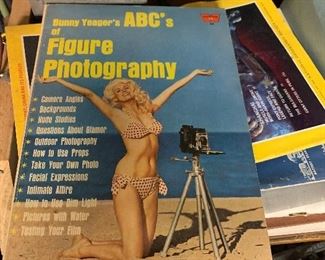 Bunny Yeager's ABC's
of
Figure
Photography
Camera Angles
Backgrounds
Nude Studies
Questions About Glamor
Outdoor Photography
How to Use Props
Take Your Own Photo
Facial Expressions
Intimate Attire
How to Use Dim Light
Pictures with Water
Testing Your Film